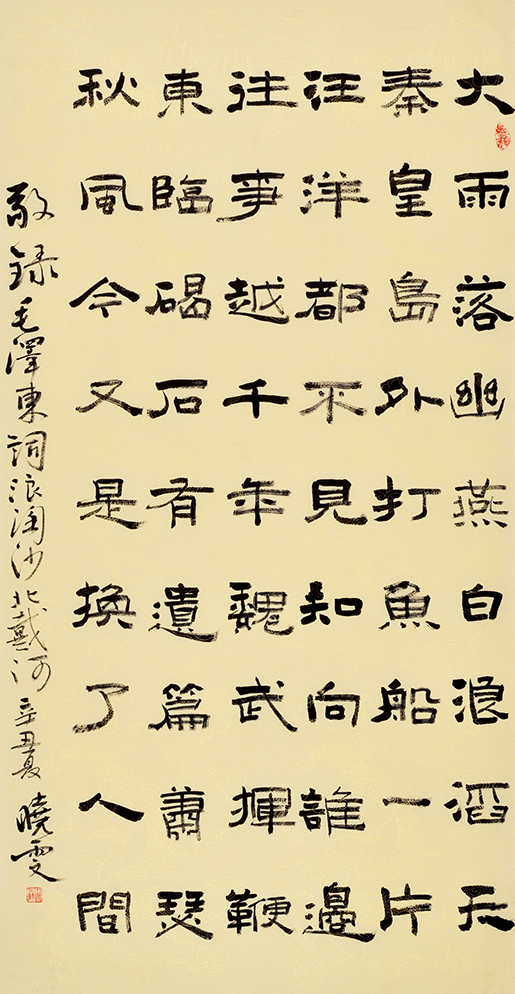 大雨落幽燕白浪滔天
秦皇島外打魚船一片
汪洋都不見知向誰邊
往事越千年魏武揮鞭
東臨碣石有遺篇蕭瑟
秋風今又是換了人間
敬録毛澤東詞浪淘沙北戴河辛丑夏曉雯